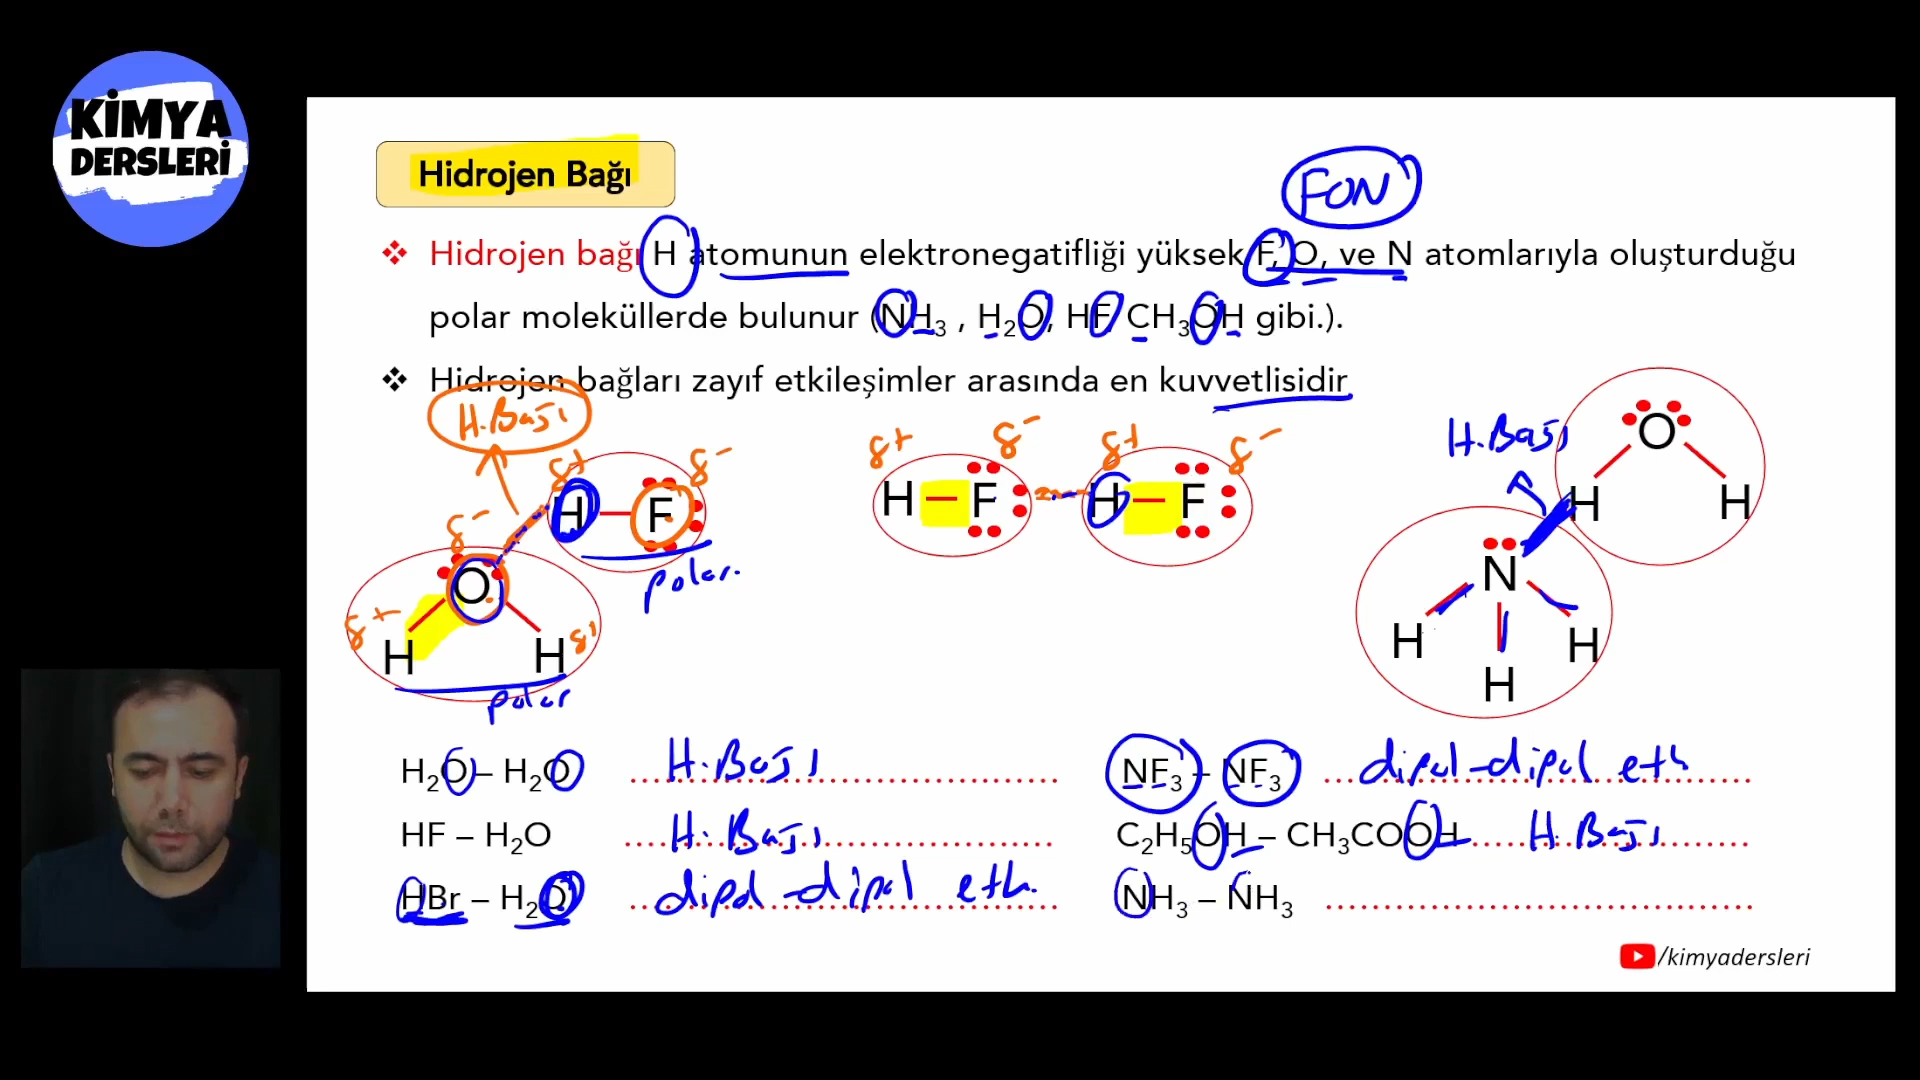 KİMYA
DERSLERİ
Hidrojen Bağı
FON
Hidrojen bağı H atomunun elektronegatifliği yüksek F, O, ve N atomlarıyla oluşturduğu
polar moleküllerde bulunur (NH3 , H2O, HF, CH3OH gibi.).
Hidrojen bağları zayıf etkileşimler arasında en kuvvetlisidir
H.Bağı
δ+ δ-
H F
polar.
δ-
O
δ+ δ+
H H
polar
δ+ δ- δ+ δ-
H F H F
H.Bağı
O
H H
N
H H
H
H2O – H2O H.Bağı
HF – H2O H.Bağı
HBr – H2O dipol-dipol etk.
NF3 – NF3 dipol-dipol etk
C2H5OH – CH3COOH H.Bağı
NH3 – NH3
/kimyadersleri